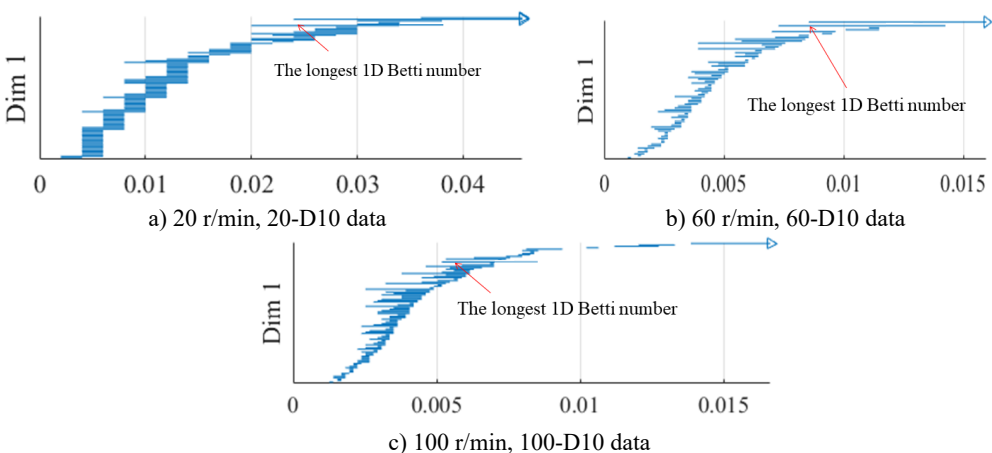 Dim 1
The longest 1D Betti number
0 0.01 0.02 0.03 0.04
a) 20 r/min, 20-D10 data
Dim 1
The longest 1D Betti number
0 0.005 0.01 0.015
b) 60 r/min, 60-D10 data
Dim 1
The longest 1D Betti number
0 0.005 0.01 0.015
c) 100 r/min, 100-D10 data